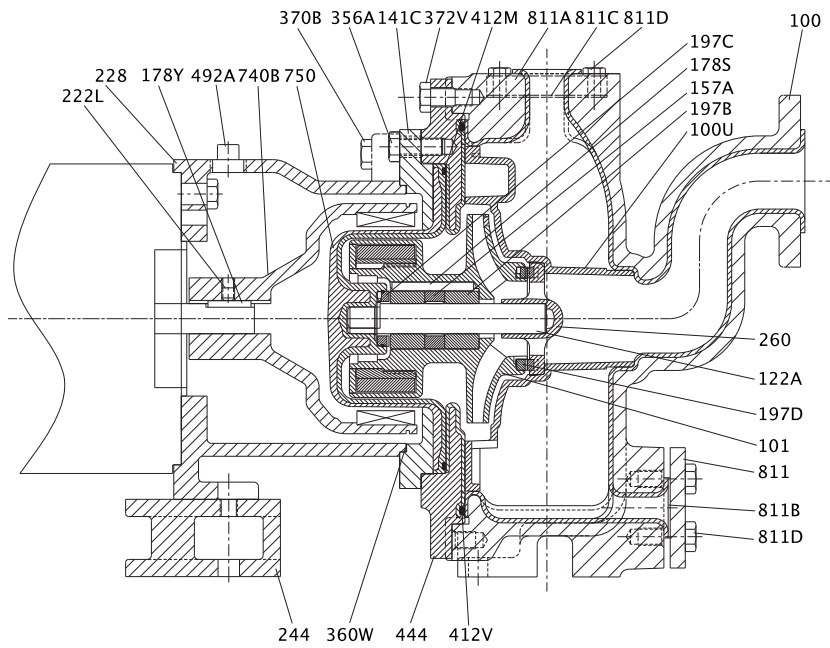 370B 356A 141C 372V 412M 811A 811C 811D
100
197C
178S
157A
197B
100U
228 178Y 492A 740B 750
222L
260
122A
197D
101
811
811B
811D
244 360W 444 412V